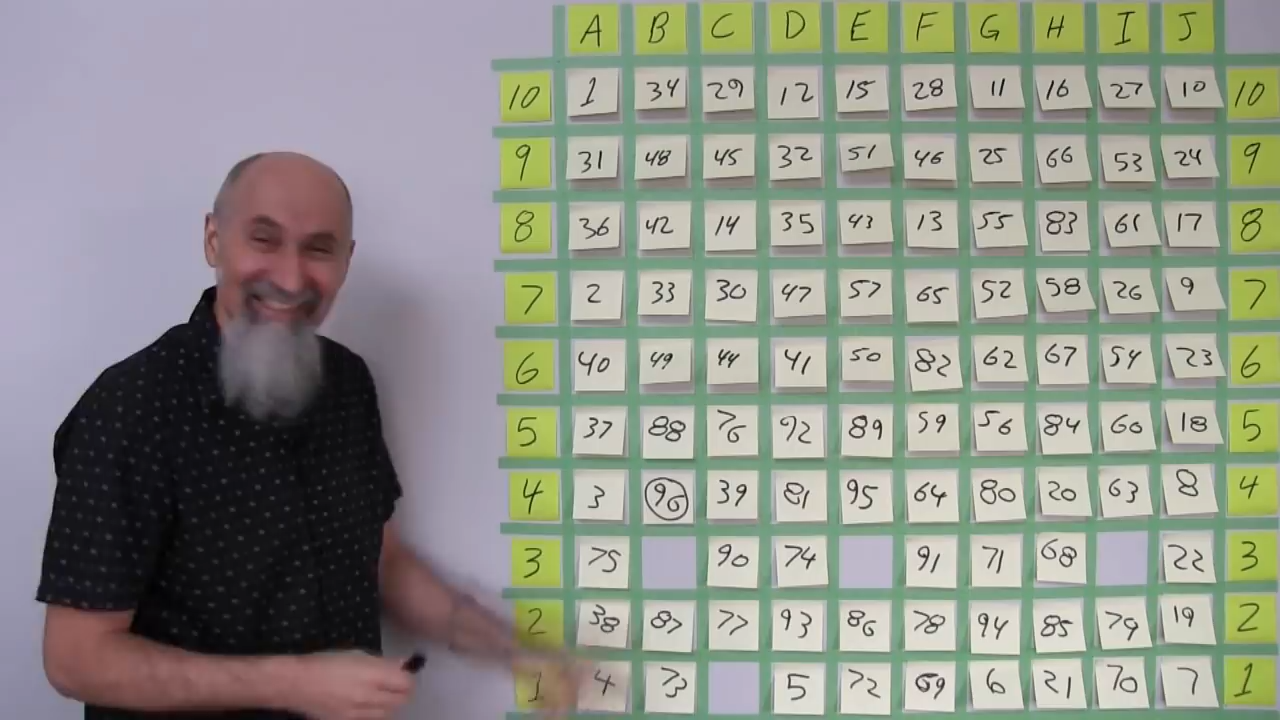 A B C D E F G H I J
10 1 34 29 12 15 28 11 16 27 10 10
9 31 48 45 32 51 46 25 66 53 24 9
8 36 42 14 35 43 13 55 83 61 17 8
7 2 33 30 47 57 65 52 58 26 9 7
6 40 49 44 41 50 82 62 67 54 23 6
5 37 88 76 92 89 59 56 84 60 18 5
4 3 96 39 81 95 64 80 20 63 8 4
3 75 90 74 91 71 68 22 3
2 38 87 77 93 86 78 94 85 79 19 2
1 4 73 5 72 69 6 21 70 7 1